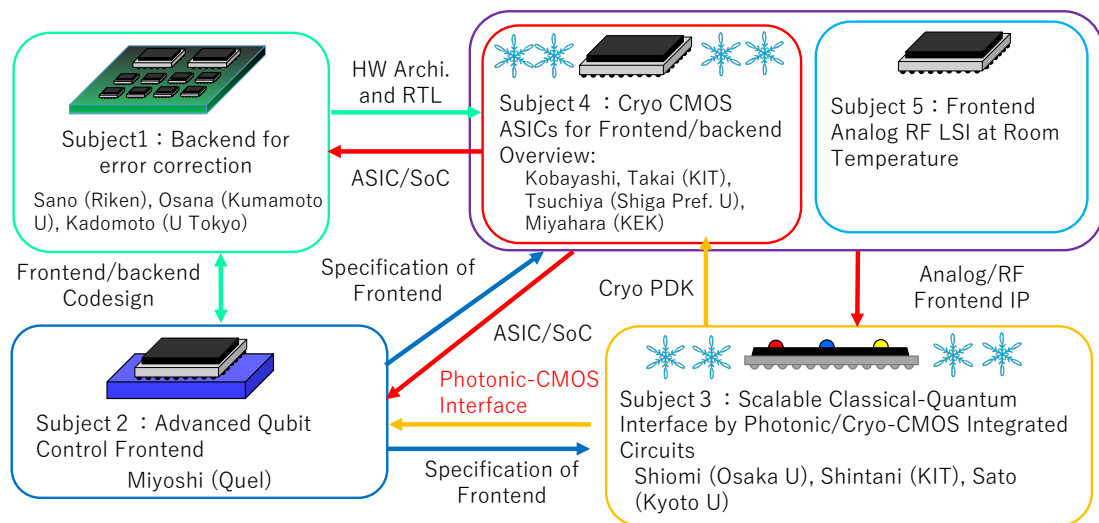 Subject1：Backend for
error correction
Sano (Riken), Osana (Kumamoto
U), Kadomoto (U Tokyo)
HW Archi.
and RTL
ASIC/SoC
Subject 4 ：Cryo CMOS
ASICs for Frontend/backend
Overview:
Kobayashi, Takai (KIT),
Tsuchiya (Shiga Pref. U),
Miyahara (KEK)
Subject 5：Frontend
Analog RF LSI at Room
Temperature
Frontend/backend
Codesign
Specification of
Frontend
ASIC/SoC
Cryo PDK
Analog/RF
Frontend IP
Subject 2 ：Advanced Qubit
Control Frontend
Miyoshi (Quel)
Photonic-CMOS
Interface
Specification of
Frontend
Subject 3 ：Scalable Classical-Quantum
Interface by Photonic/Cryo-CMOS Integrated
Circuits
Shiomi (Osaka U), Shintani (KIT), Sato
(Kyoto U)